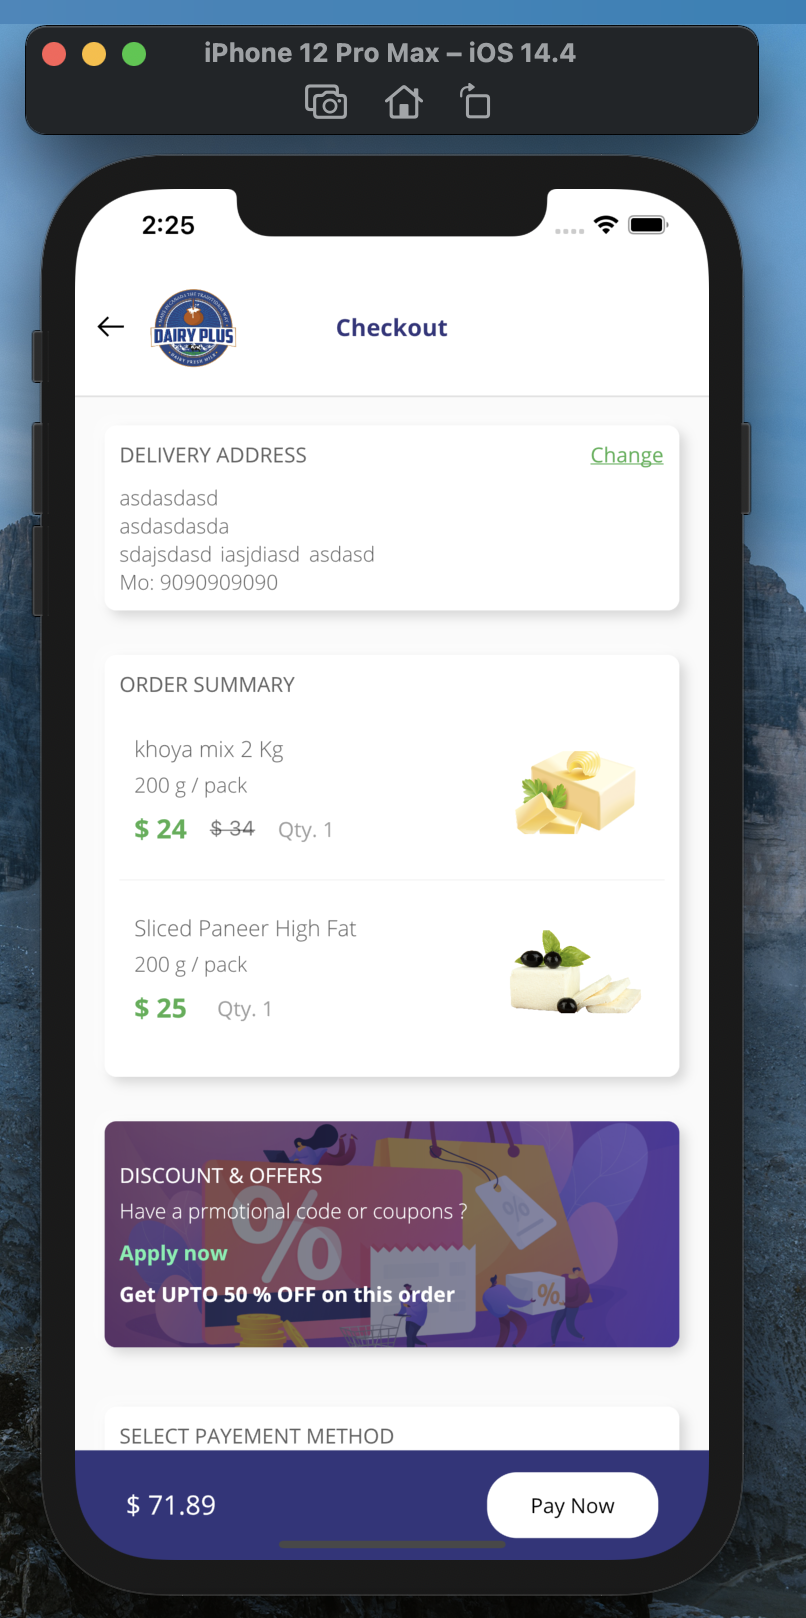 iPhone 12 Pro Max – iOS 14.4
2:25
DAIRY PLUS
Checkout
DELIVERY ADDRESS
Change
asdasdasd
asdasdasda
sdajsdasd iasjdiasd asdasd
Mo: 9090909090
ORDER SUMMARY
khoya mix 2 Kg
200 g / pack
$ 24 $ 34 Qty. 1
Sliced Paneer High Fat
200 g / pack
$ 25 Qty. 1
DISCOUNT & OFFERS
Have a prmotional code or coupons ?
Apply now
Get UPTO 50 % OFF on this order
%
%
%
SELECT PAYEMENT METHOD
$ 71.89
Pay Now